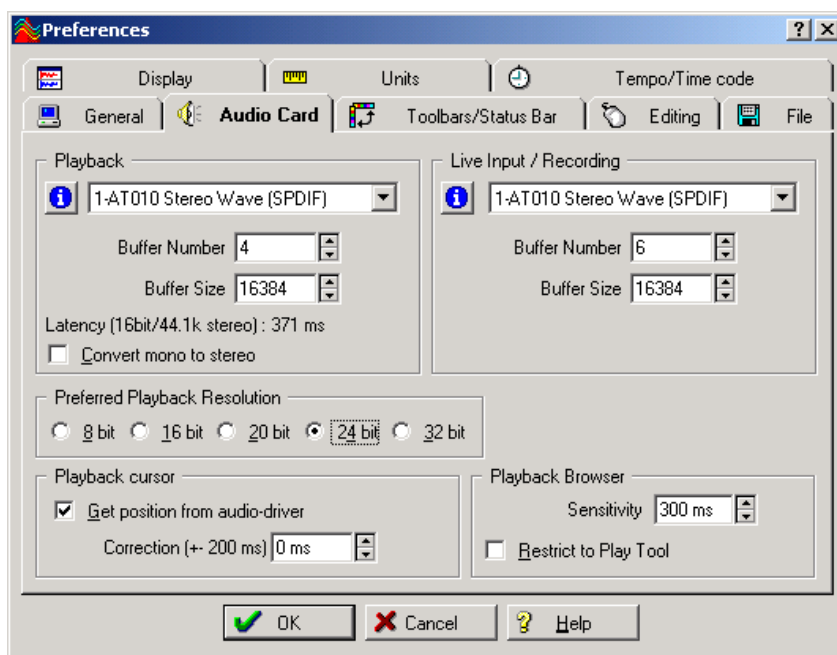 Preferences
Display Units Tempo/Time code
General Audio Card Toolbars/Status Bar Editing File
Playback
1-AT010 Stereo Wave (SPDIF)
Buffer Number 4
Buffer Size 16384
Latency (16bit/44.1k stereo) : 371 ms
Convert mono to stereo
Live Input / Recording
1-AT010 Stereo Wave (SPDIF)
Buffer Number 6
Buffer Size 16384
Preferred Playback Resolution
8 bit 16 bit 20 bit 24 bit 32 bit
Playback cursor
Get position from audio-driver
Correction (+- 200 ms) 0 ms
Playback Browser
Sensitivity 300 ms
Restrict to Play Tool
OK Cancel Help